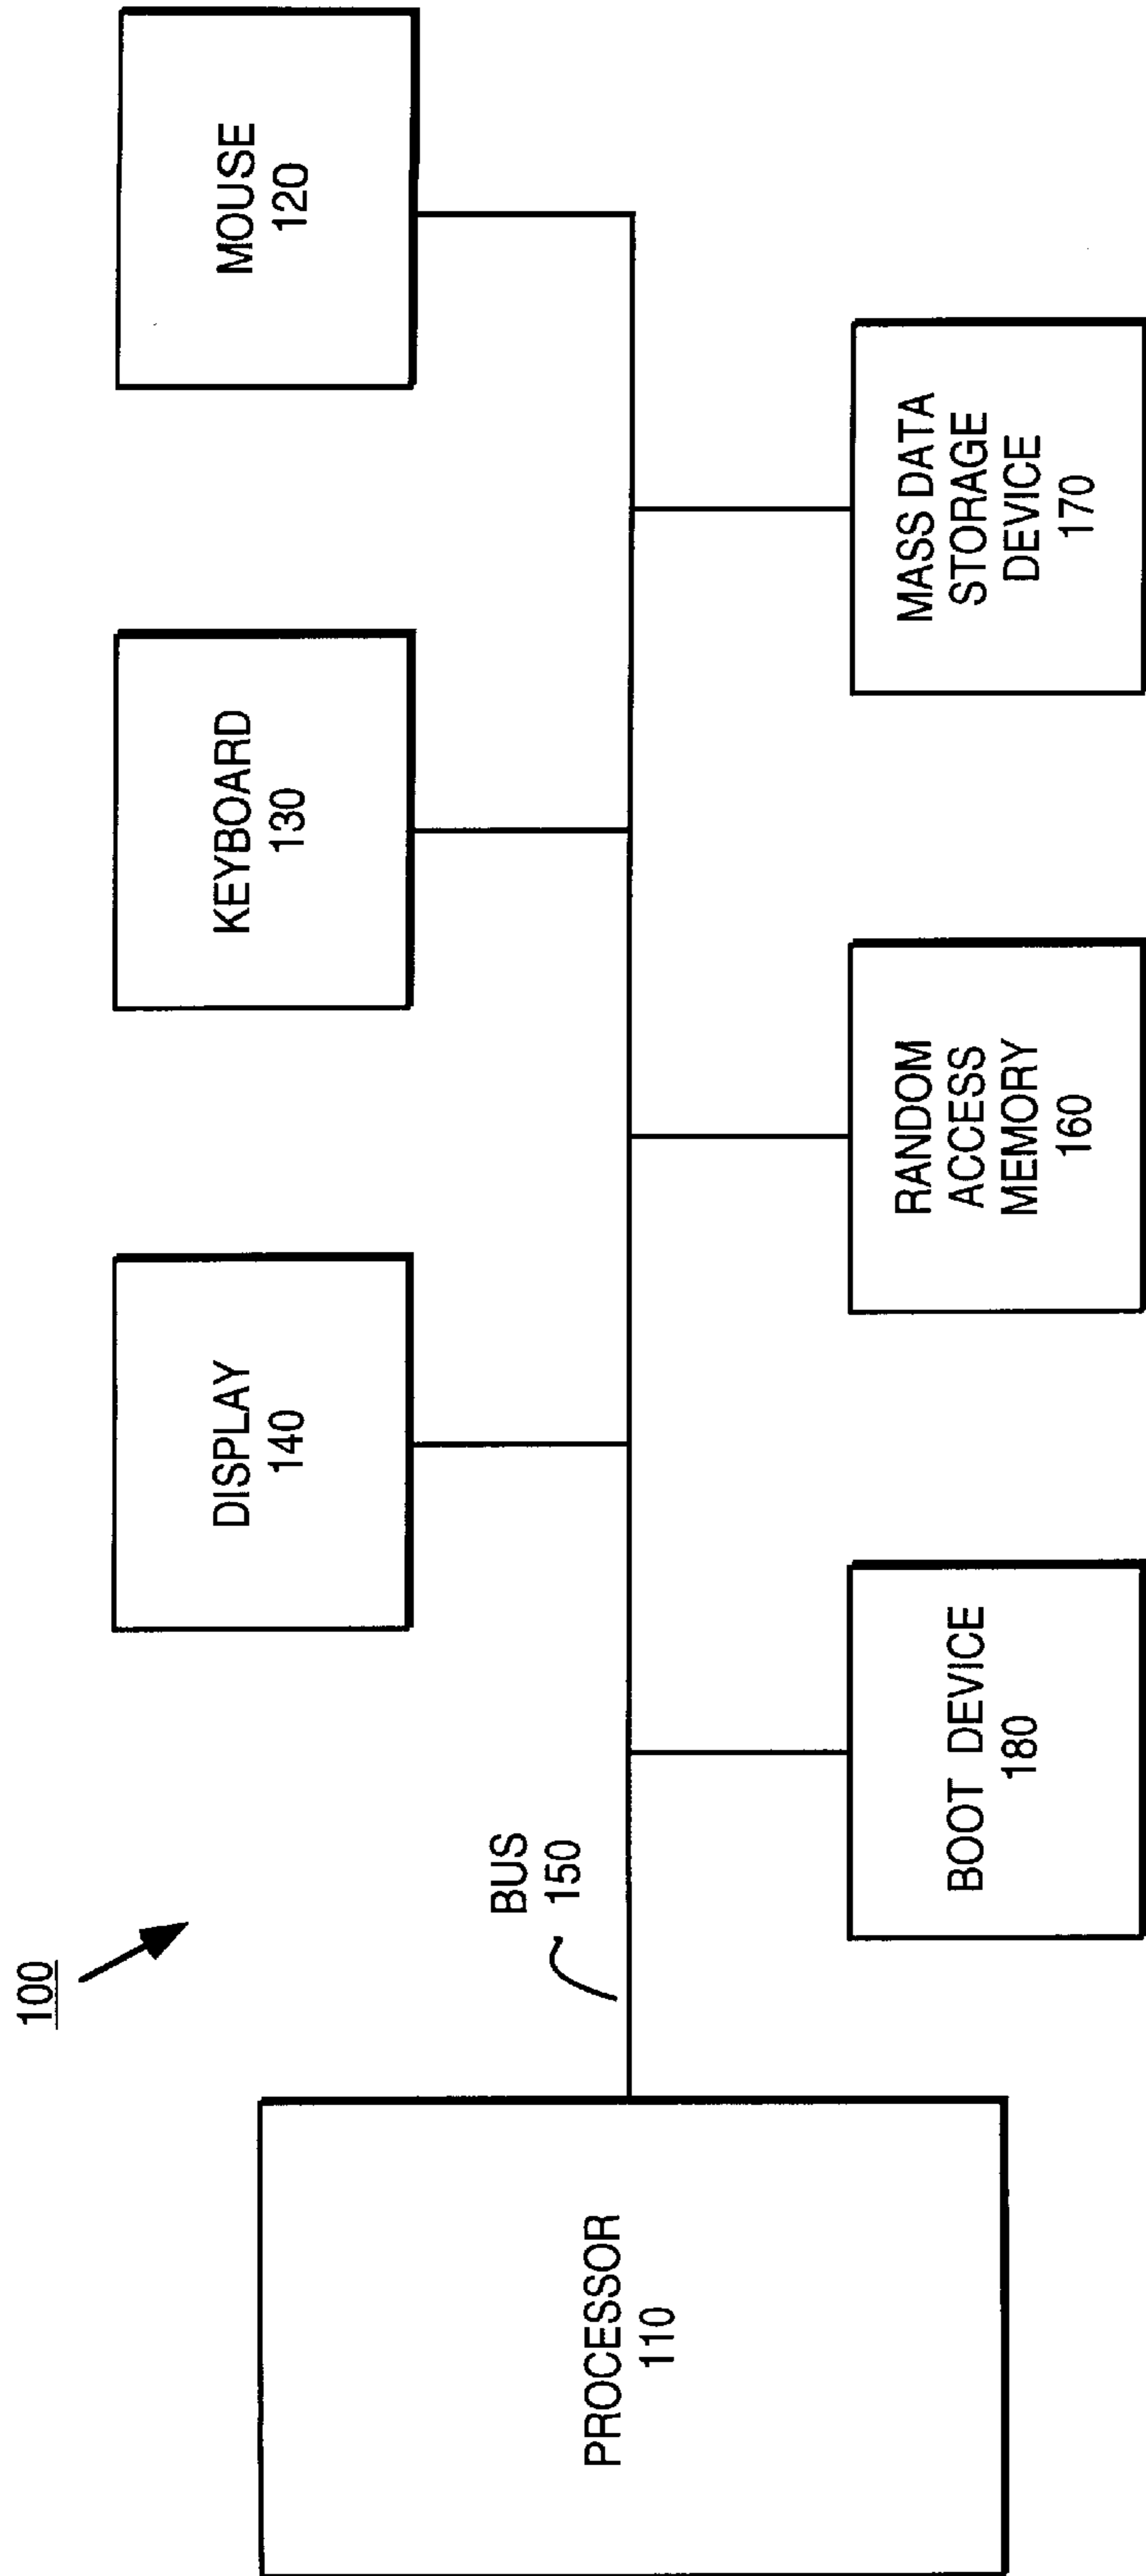 100
MOUSE
120
KEYBOARD
130
DISPLAY
140
BUS
150
PROCESSOR
110
BOOT DEVICE
180
RANDOM
ACCESS
MEMORY
160
MASS DATA
STORAGE
DEVICE
170